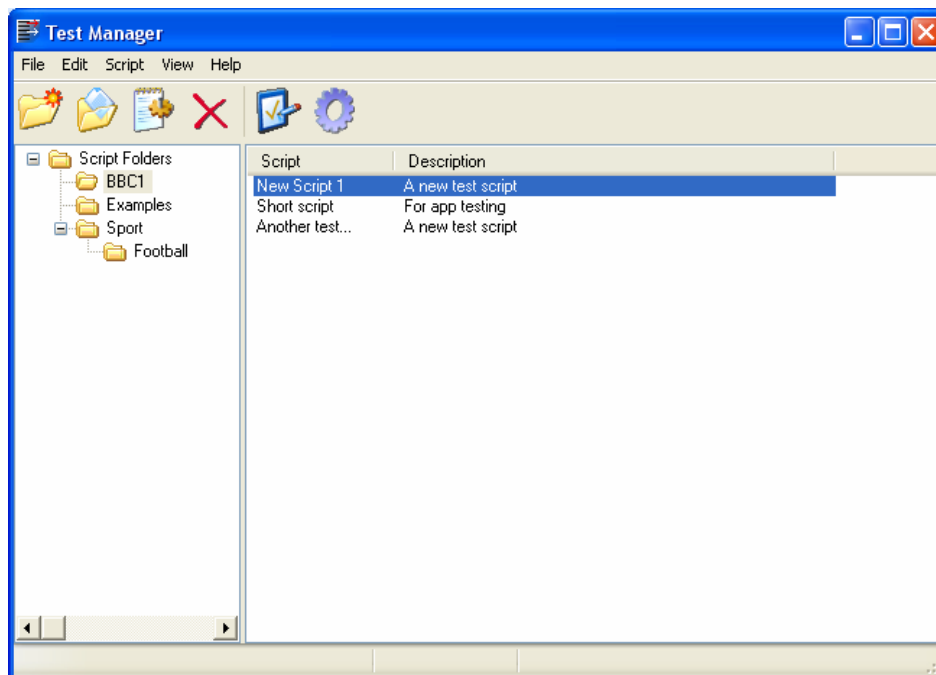 Test Manager
File Edit Script View Help
Script Folders
BBC1
Examples
Sport
Football
Script Description
New Script 1 A new test script
Short script For app testing
Another test... A new test script